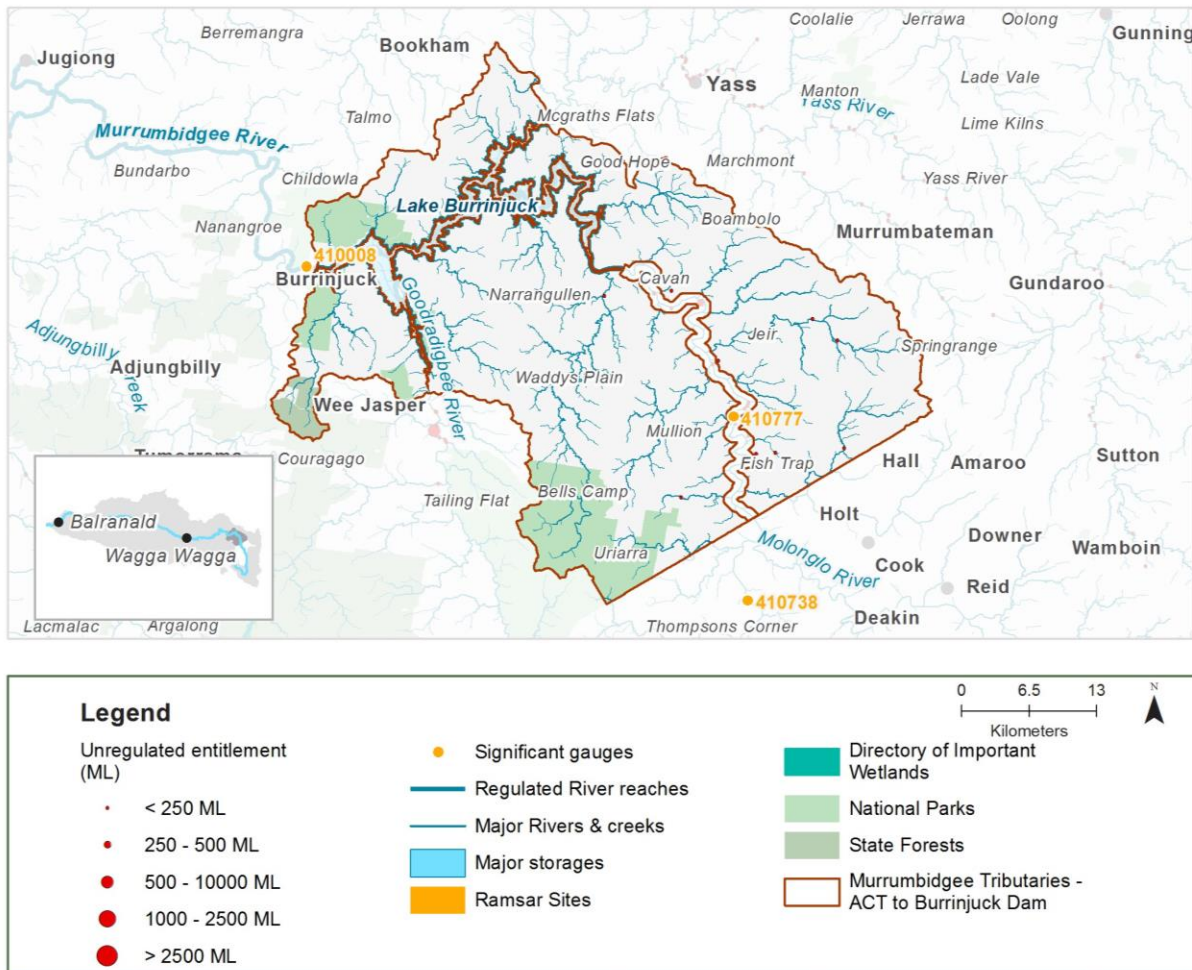 Coolalie
Jerrawa
Oolong
Berremangra
Bookham
Gunning
Jugiong
Yass
Lade Vale
Manton
Yass River
Talmo
Mcgraths Flats
Lime Kilns
Murrumbidgee River
Good Hope
Marchmont
Bundarbo
Childowla
Yass River
Lake Burrinjuck
Nanangroe
Boambolo
Murrumbateman
410008
Burrinjuck
Cavan
Gundaroo
Goodradigbee River
Narrangullen
Adjungbilly Creek
Jeir
Springrange
Adjungbilly
Waddys Plain
Wee Jasper
410777
Mullion
Couragago
Fish Trap
Hall
Amaroo
Sutton
Tailing Flat
Bells Camp
Balranald
Holt
Wagga Wagga
Uriarra
Molonglo River
Downer
Wamboin
Cook
Reid
410738
Deakin
Lacmalac
Argalong
Thompsons Corner
Legend
Unregulated entitlement
(ML)
< 250 ML
250 - 500 ML
500 - 10000 ML
1000 - 2500 ML
> 2500 ML
Significant gauges
Regulated River reaches
Major Rivers & creeks
Major storages
Ramsar Sites
0 6.5 13
Kilometers
N
Directory of Important
Wetlands
National Parks
State Forests
Murrumbidgee Tributaries -
ACT to Burrinjuck Dam